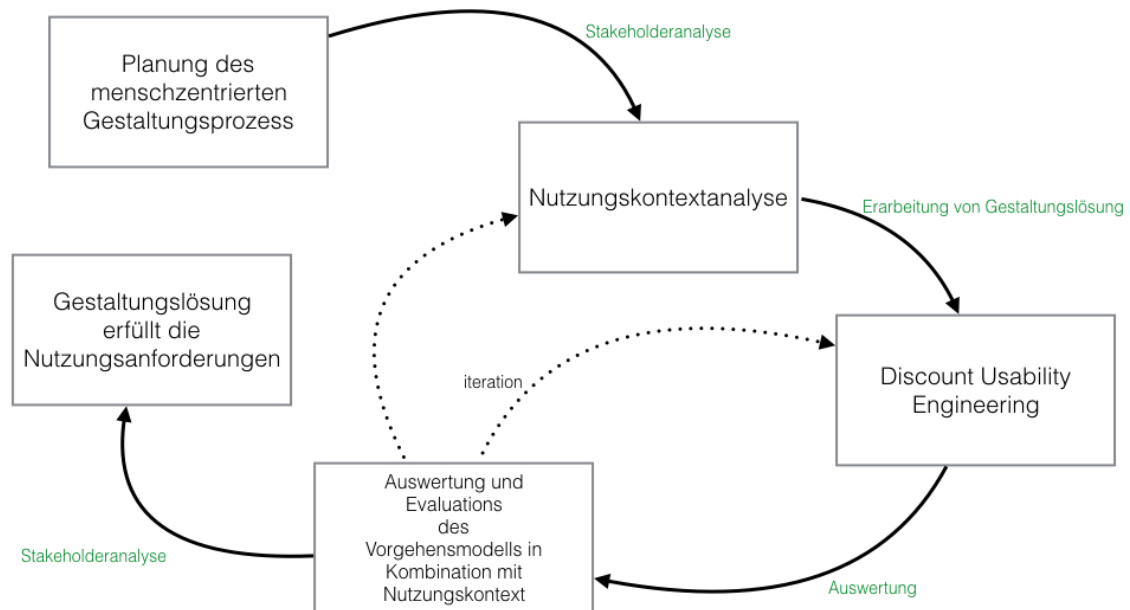 Planung des
menschzentrierten
Gestaltungsprozess
Stakeholderanalyse
Nutzungskontextanalyse
Erarbeitung von Gestaltungslösung
Gestaltungslösung
erfüllt die
Nutzungsanforderungen
Discount Usability
Engineering
iteration
Auswertung und
Evaluations
des
Vorgehensmodells in
Kombination mit
Nutzungskontext
Stakeholderanalyse
Auswertung